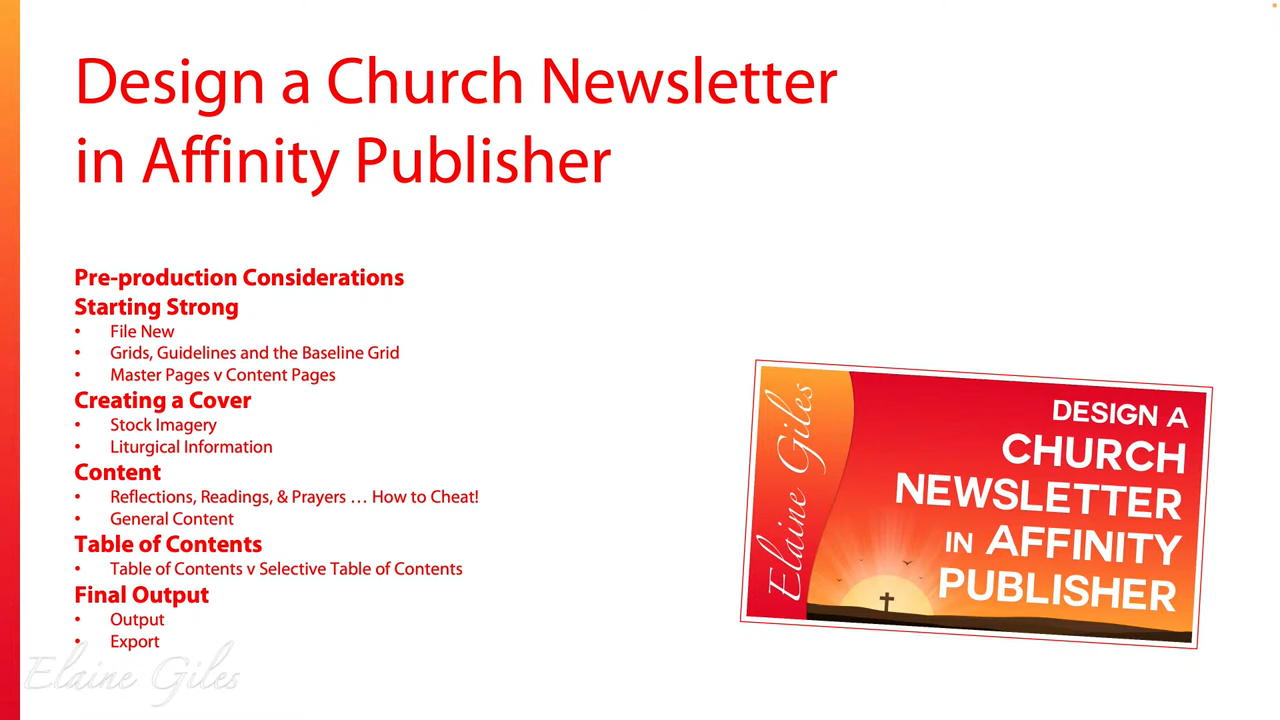 Design a Church Newsletter
in Affinity Publisher
Pre-production Considerations
Starting Strong
• File New
• Grids, Guidelines and the Baseline Grid
• Master Pages v Content Pages
Creating a Cover
• Stock Imagery
• Liturgical Information
Content
• Reflections, Readings, & Prayers … How to Cheat!
• General Content
Table of Contents
• Table of Contents v Selective Table of Contents
Final Output
• Output
• Export
Elaine Giles
Elaine Giles
DESIGN A
CHURCH
NEWSLETTER
IN AFFINITY
PUBLISHER